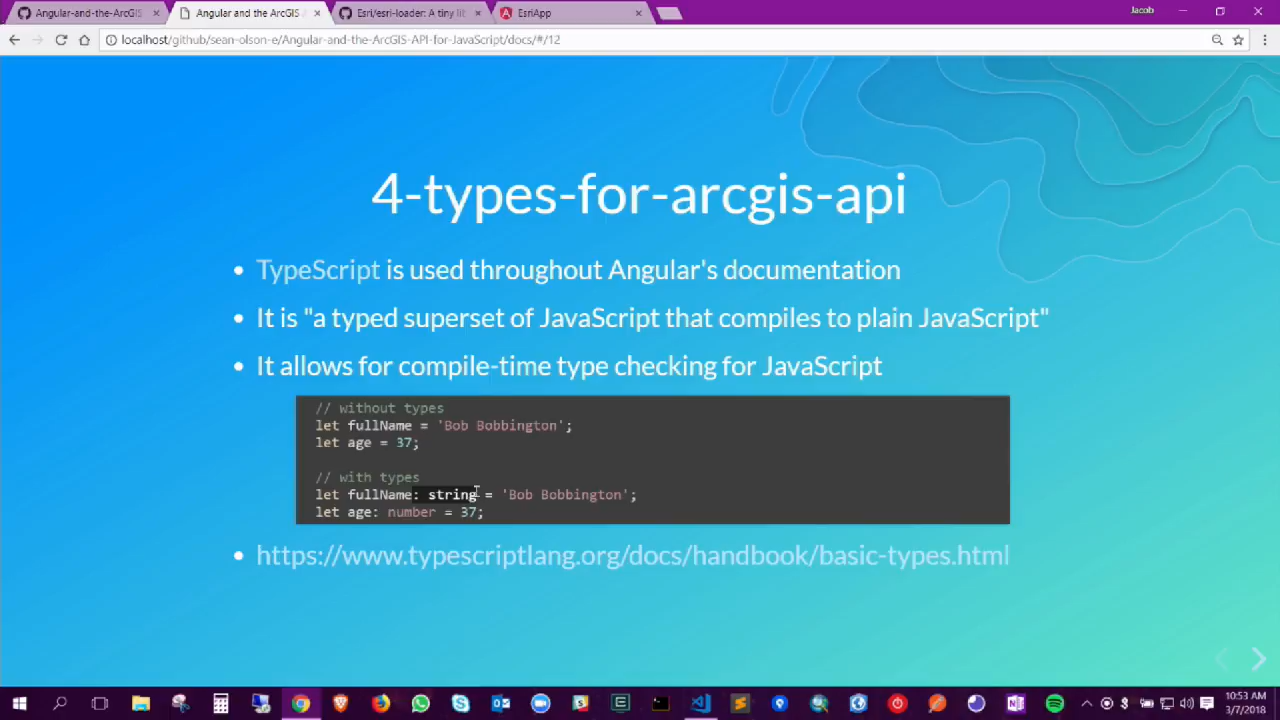 Angular-and-the-ArcGIS
Angular and the ArcGIS
Esri/esri-loader: A tiny lib
EsriApp
Jacob
localhost/github/sean-olson-e/Angular-and-the-ArcGIS-API-for-JavaScript/docs/#/12
4-types-for-arcgis-api
• TypeScript is used throughout Angular's documentation
• It is "a typed superset of JavaScript that compiles to plain JavaScript"
• It allows for compile-time type checking for JavaScript
// without types
let fullName = 'Bob Bobbington';
let age = 37;
// with types
let fullName: string = 'Bob Bobbington';
let age: number = 37;
• https://www.typescriptlang.org/docs/handbook/basic-types.html
10:53 AM
3/7/2018